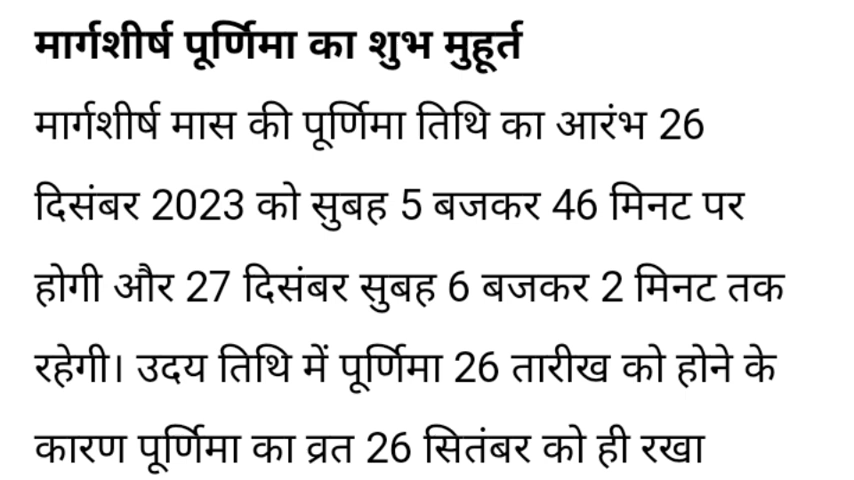 मार्गशीर्ष पूर्णिमा का शुभ मुहूर्त
मार्गशीर्ष मास की पूर्णिमा तिथि का आरंभ 26
दिसंबर 2023 को सुबह 5 बजकर 46 मिनट पर
होगी और 27 दिसंबर सुबह 6 बजकर 2 मिनट तक
रहेगी। उदय तिथि में पूर्णिमा 26 तारीख को होने के
कारण पूर्णिमा का व्रत 26 सितंबर को ही रखा